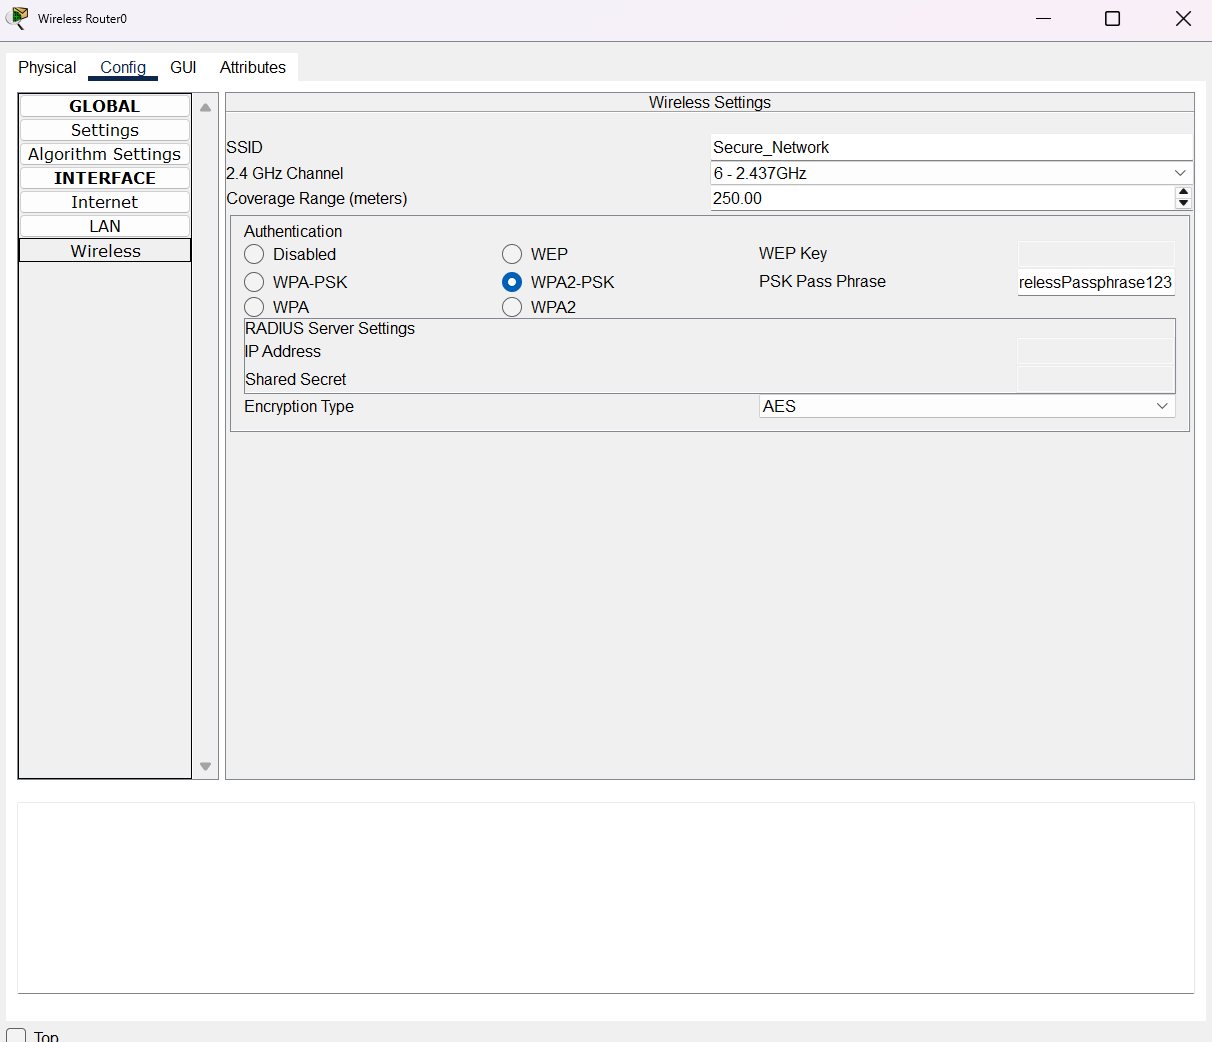 Wireless Router0
Physical Config GUI Attributes
GLOBAL
Settings
Algorithm Settings
INTERFACE
Internet
LAN
Wireless
Wireless Settings
SSID Secure_Network
2.4 GHz Channel 6 - 2.437GHz
Coverage Range (meters) 250.00
Authentication
Disabled WEP WEP Key
WPA-PSK WPA2-PSK PSK Pass Phrase relessPassphrase123
WPA WPA2
RADIUS Server Settings
IP Address
Shared Secret
Encryption Type AES
Top